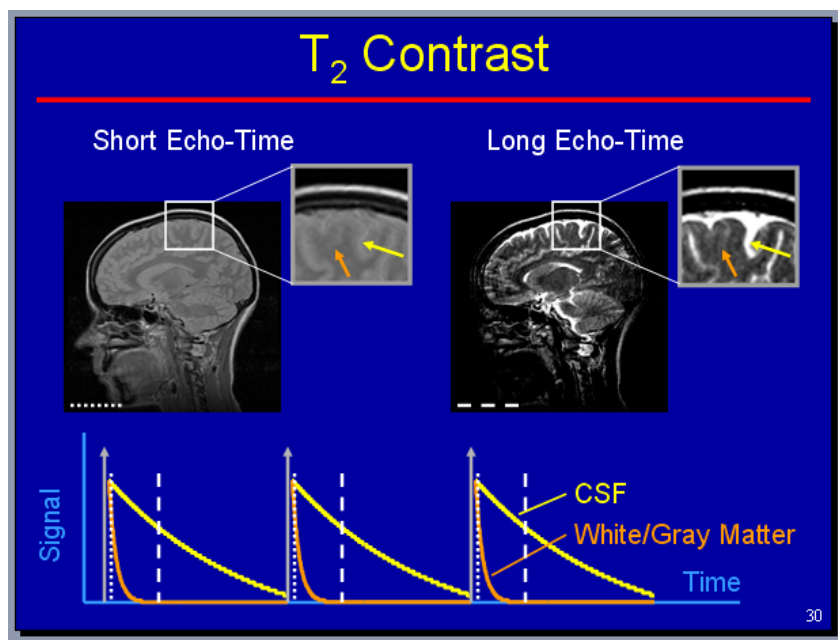 T₂ Contrast
Short Echo-Time
Long Echo-Time
Signal
CSF
White/Gray Matter
Time
30